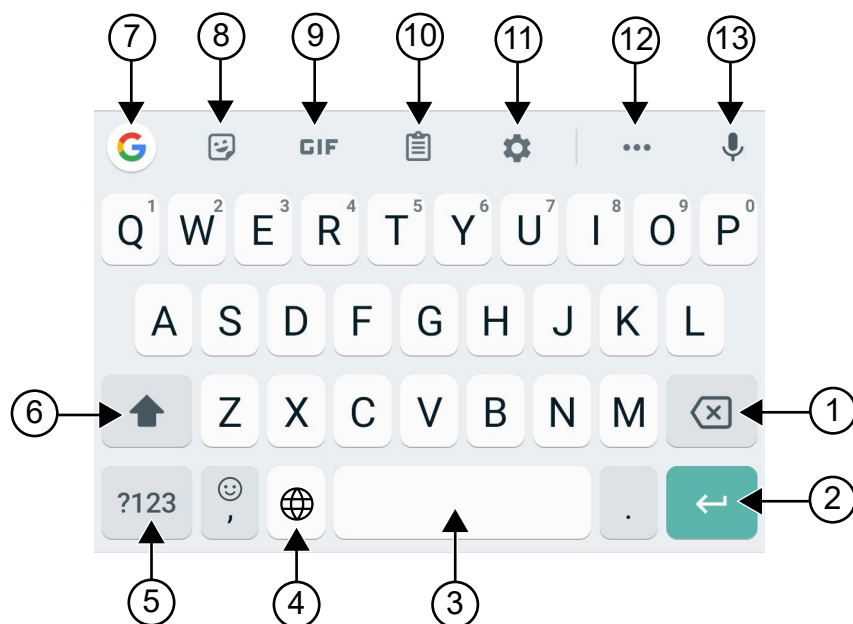 7 8 9 10 11 12 13
G GIF
Q1 W2 E3 R4 T5 Y6 U7 I8 O9 P0
A S D F G H J K L
6 Z X C V B N M 1
?123 , . 2
5 4 3